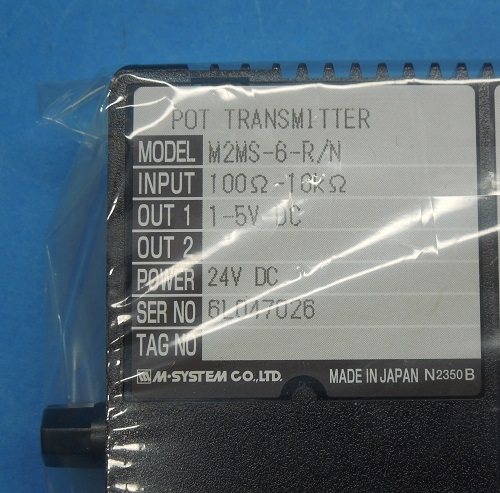 POT TRANSMITTER
MODEL M2MS-6-R/N
INPUT 100Ω-10KΩ
OUT 1 1-5V DC
OUT 2
POWER 24V DC
SER NO 6L047026
TAG NO
M-SYSTEM CO.,LTD. MADE IN JAPAN N2350 B